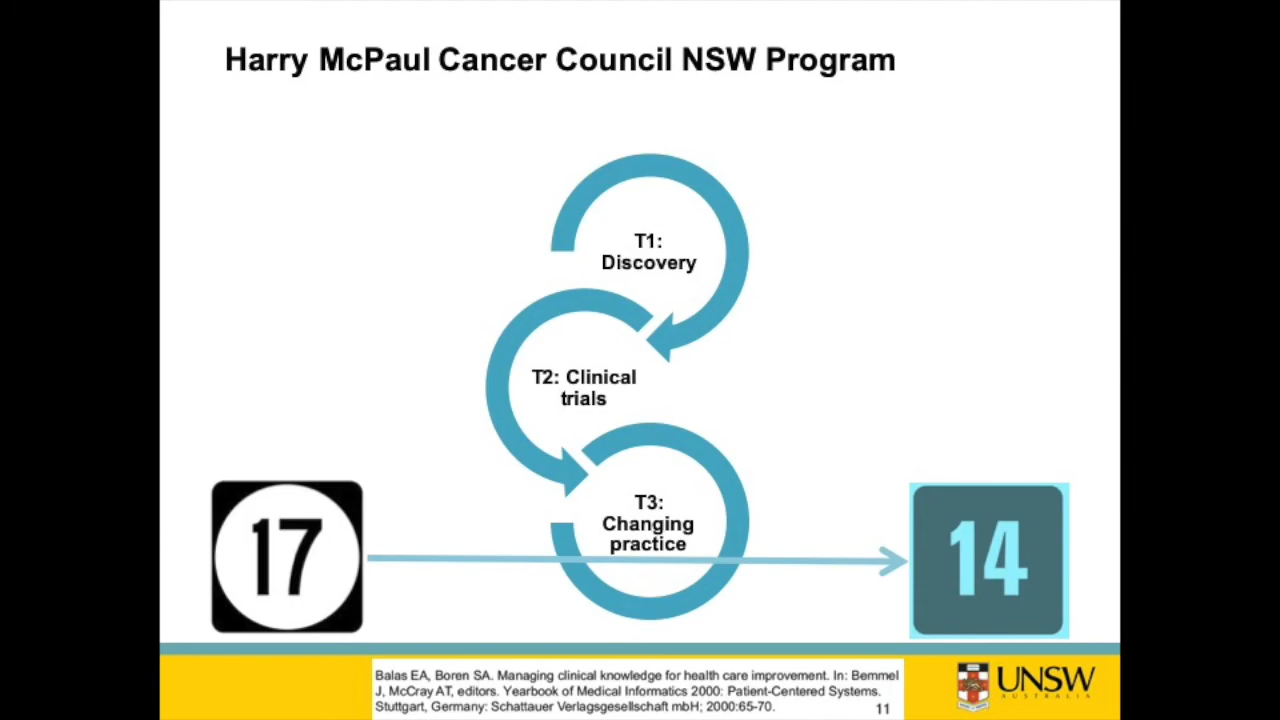 Harry McPaul Cancer Council NSW Program
T1:
Discovery
T2: Clinical
trials
T3:
Changing
practice
17
14
Balas EA, Boren SA. Managing clinical knowledge for health care improvement. In: Bemmel
J, McCray AT, editors. Yearbook of Medical Informatics 2000: Patient-Centered Systems.
Stuttgart, Germany: Schattauer Verlagsgesellschaft mbH; 2000:65-70.
11
UNSW
AUSTRALIA